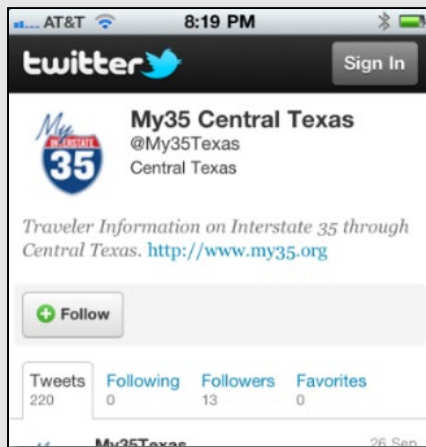 AT&T 8:19 PM
twitter Sign In
My INTERSTATE 35
My35 Central Texas
@My35Texas
Central Texas
Traveler Information on Interstate 35 through
Central Texas. http://www.my35.org
Follow
Tweets Following Followers Favorites
220 0 13 0
My35Texas 26 Sep